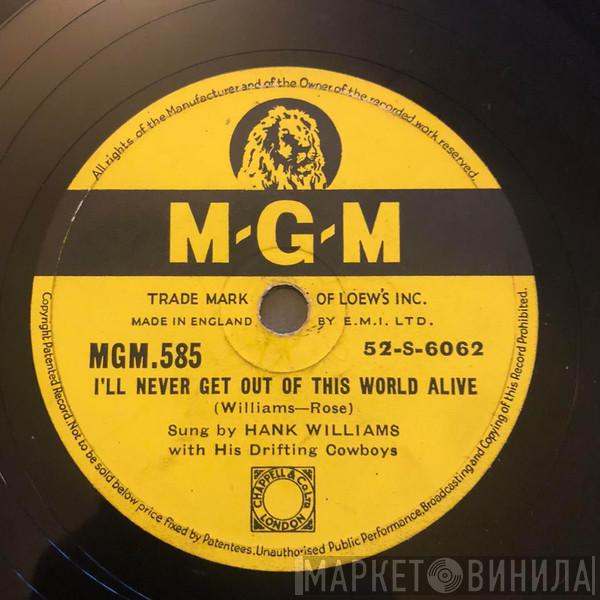 All rights of the Manufacturer and of the Owner of the recorded work reserved.
M-G-M
TRADE MARK OF LOEW'S INC.
MADE IN ENGLAND BY E.M.I. LTD.
MGM.585 52-S-6062
I'LL NEVER GET OUT OF THIS WORLD ALIVE
(Williams—Rose)
Sung by HANK WILLIAMS
with His Drifting Cowboys
CHAPPELL & Co LTD
LONDON
Copyright Patented Record. Not to be sold below price fixed by Patentees. Unauthorised Public Performance, Broadcasting and Copying of this Record Prohibited.
МАРКЕТ ВИНИЛА